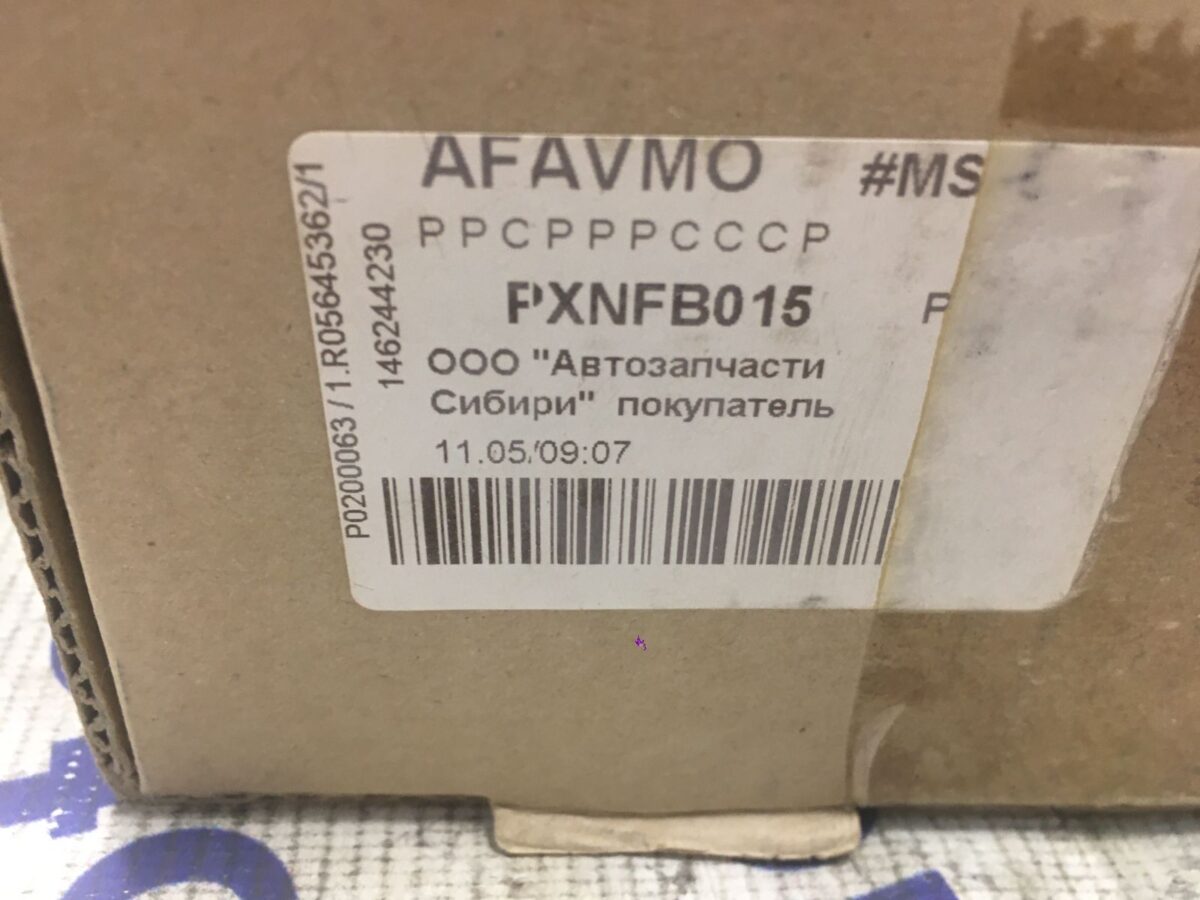 AFAVMO #MS
PPCPPPCCCP
PXNFB015 P
ООО "Автозапчасти
Сибири" покупатель
11.05/09:07
P0200063 / 1.R05645362/1
146244230